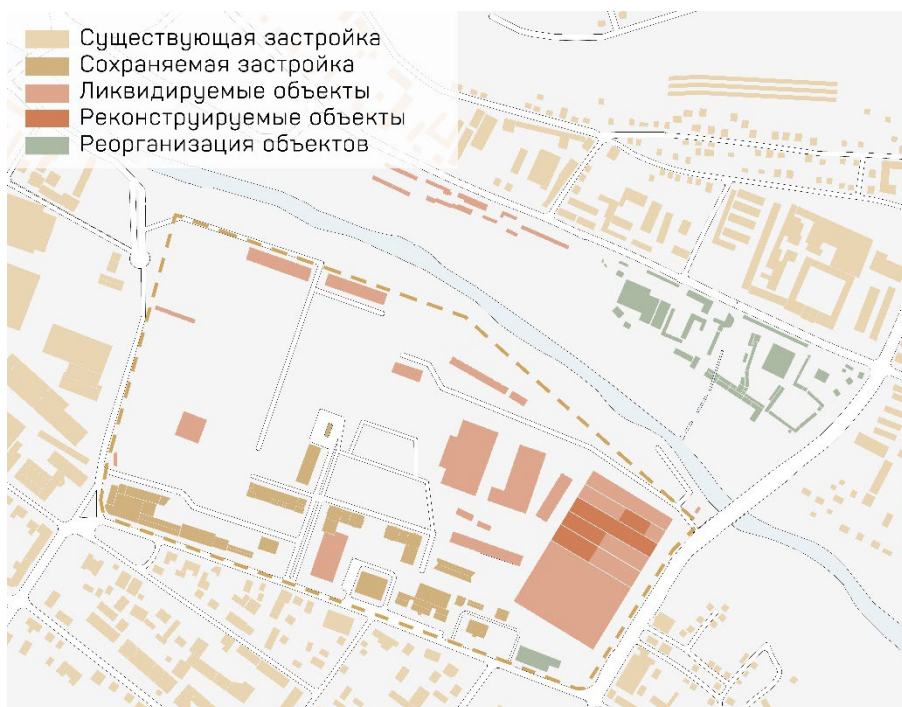 Существующая застройка
Сохраняемая застройка
Ликвидируемые объекты
Реконструируемые объекты
Реорганизация объектов